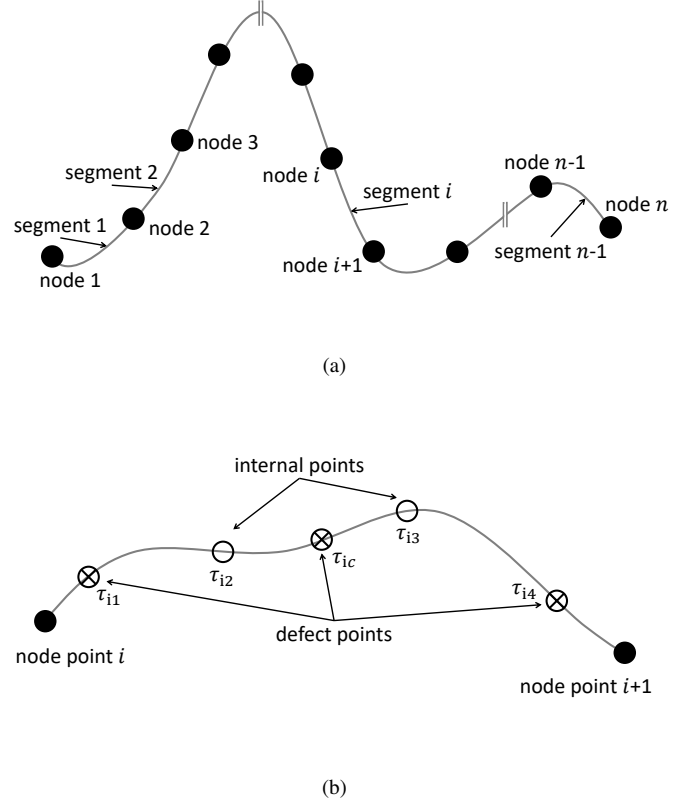 node 3
segment 2
node i
segment i
node n-1
node n
segment 1
node 2
node 1
node i+1
segment n-1
(a)
internal points
τi1
τi2
τic
τi3
τi4
defect points
node point i
node point i+1
(b)